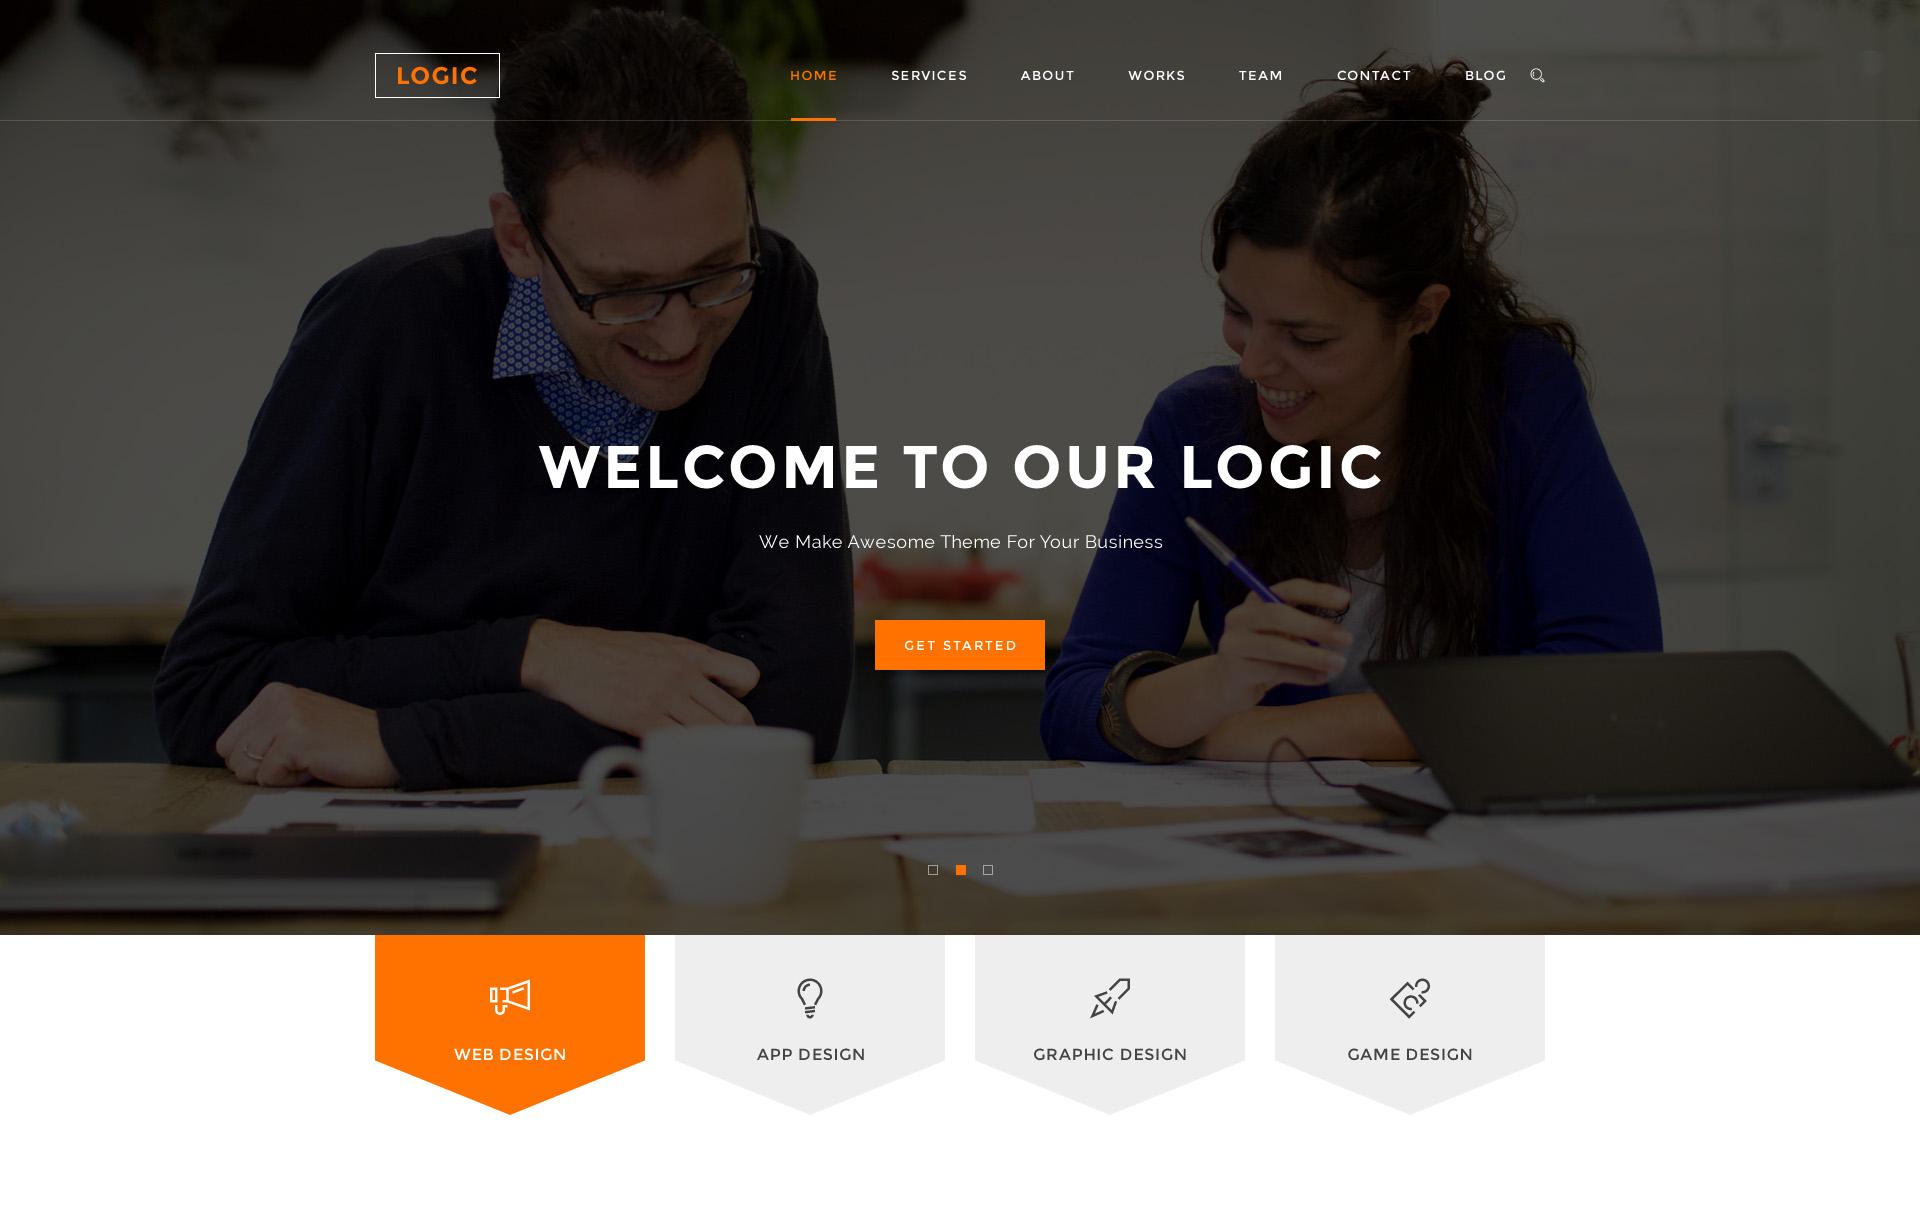 LOGIC
HOME SERVICES ABOUT WORKS TEAM CONTACT BLOG
WELCOME TO OUR LOGIC
We Make Awesome Theme For Your Business
GET STARTED
WEB DESIGN
APP DESIGN
GRAPHIC DESIGN
GAME DESIGN